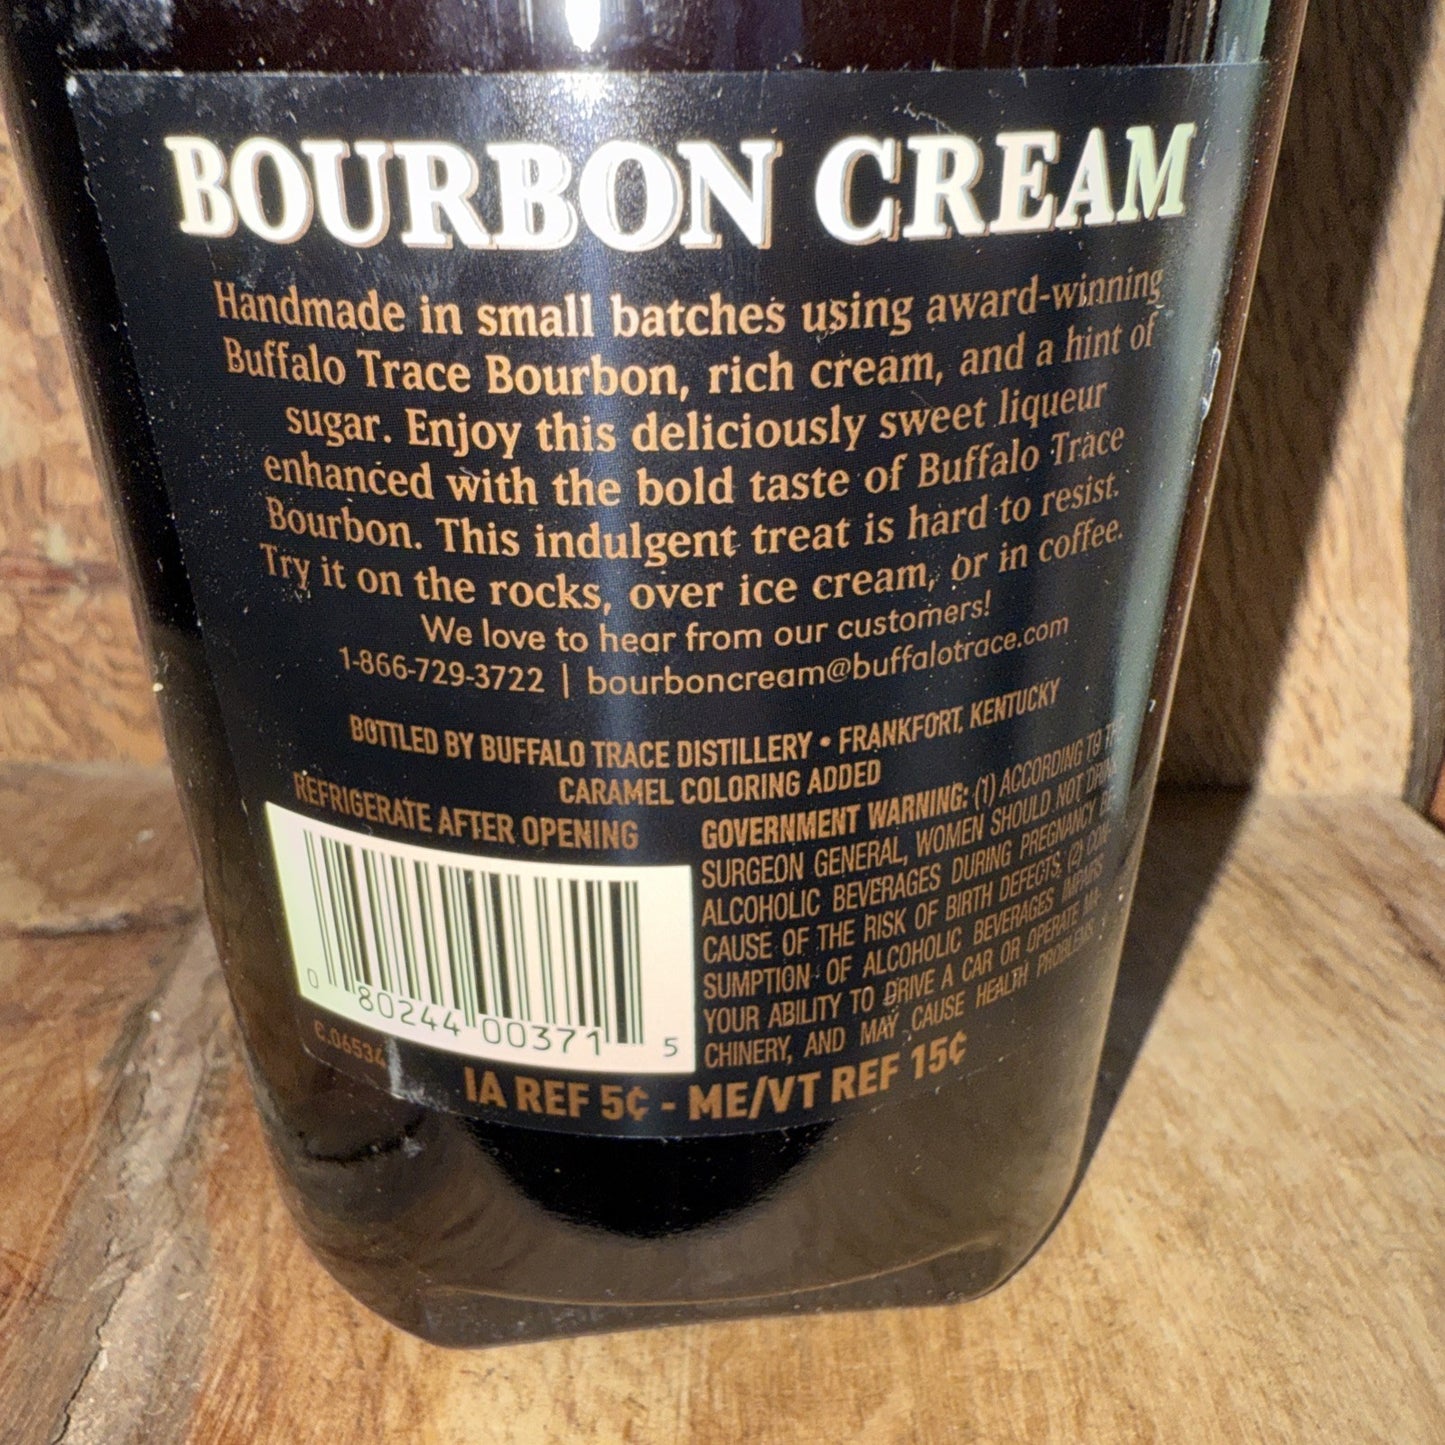 BOURBON CREAM
Handmade in small batches using award-winning
Buffalo Trace Bourbon, rich cream, and a hint of
sugar. Enjoy this deliciously sweet liqueur
enhanced with the bold taste of Buffalo Trace
Bourbon. This indulgent treat is hard to resist.
Try it on the rocks, over ice cream, or in coffee.
We love to hear from our customers!
1-866-729-3722 | bourboncream@buffalotrace.com
BOTTLED BY BUFFALO TRACE DISTILLERY • FRANKFORT, KENTUCKY
CARAMEL COLORING ADDED
REFRIGERATE AFTER OPENING
0 80244 00371 5
C.06534
GOVERNMENT WARNING: (1) ACCORDING TO
SURGEON GENERAL, WOMEN SHOULD NOT DRINK
ALCOHOLIC BEVERAGES DURING PREGNANCY BE-
CAUSE OF THE RISK OF BIRTH DEFECTS. (2) CON-
SUMPTION OF ALCOHOLIC BEVERAGES IMPAIRS
YOUR ABILITY TO DRIVE A CAR OR OPERATE MA-
CHINERY, AND MAY CAUSE HEALTH PROBLEMS.
IA REF 5¢ - ME/VT REF 15¢